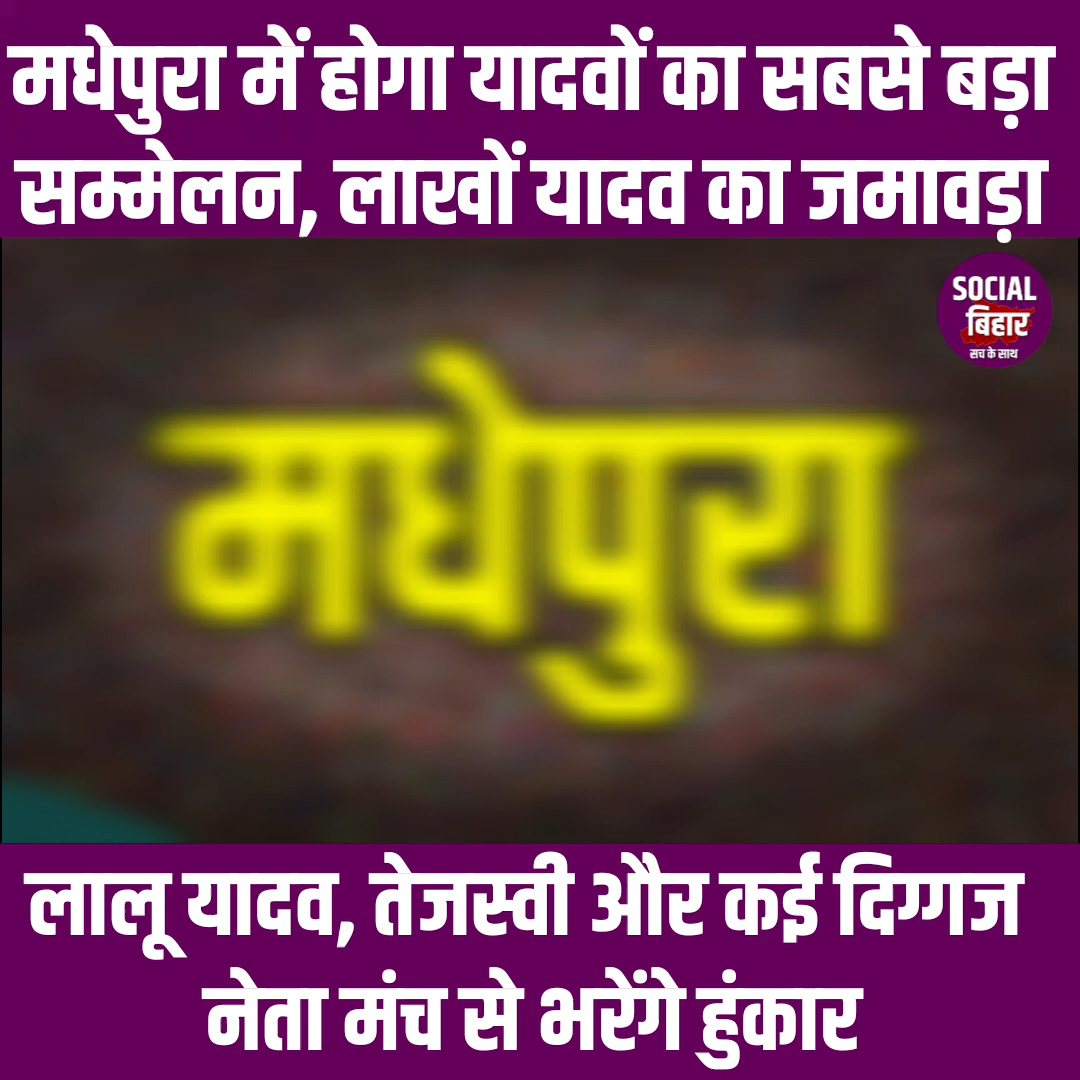 मधेपुरा में होगा यादवों का सबसे बड़ा
सम्मेलन, लाखों यादव का जमावड़ा
SOCIAL
बिहार
सच के साथ
मधेपुरा
लालू यादव, तेजस्वी और कई दिग्गज
नेता मंच से भरेंगे हुंकार